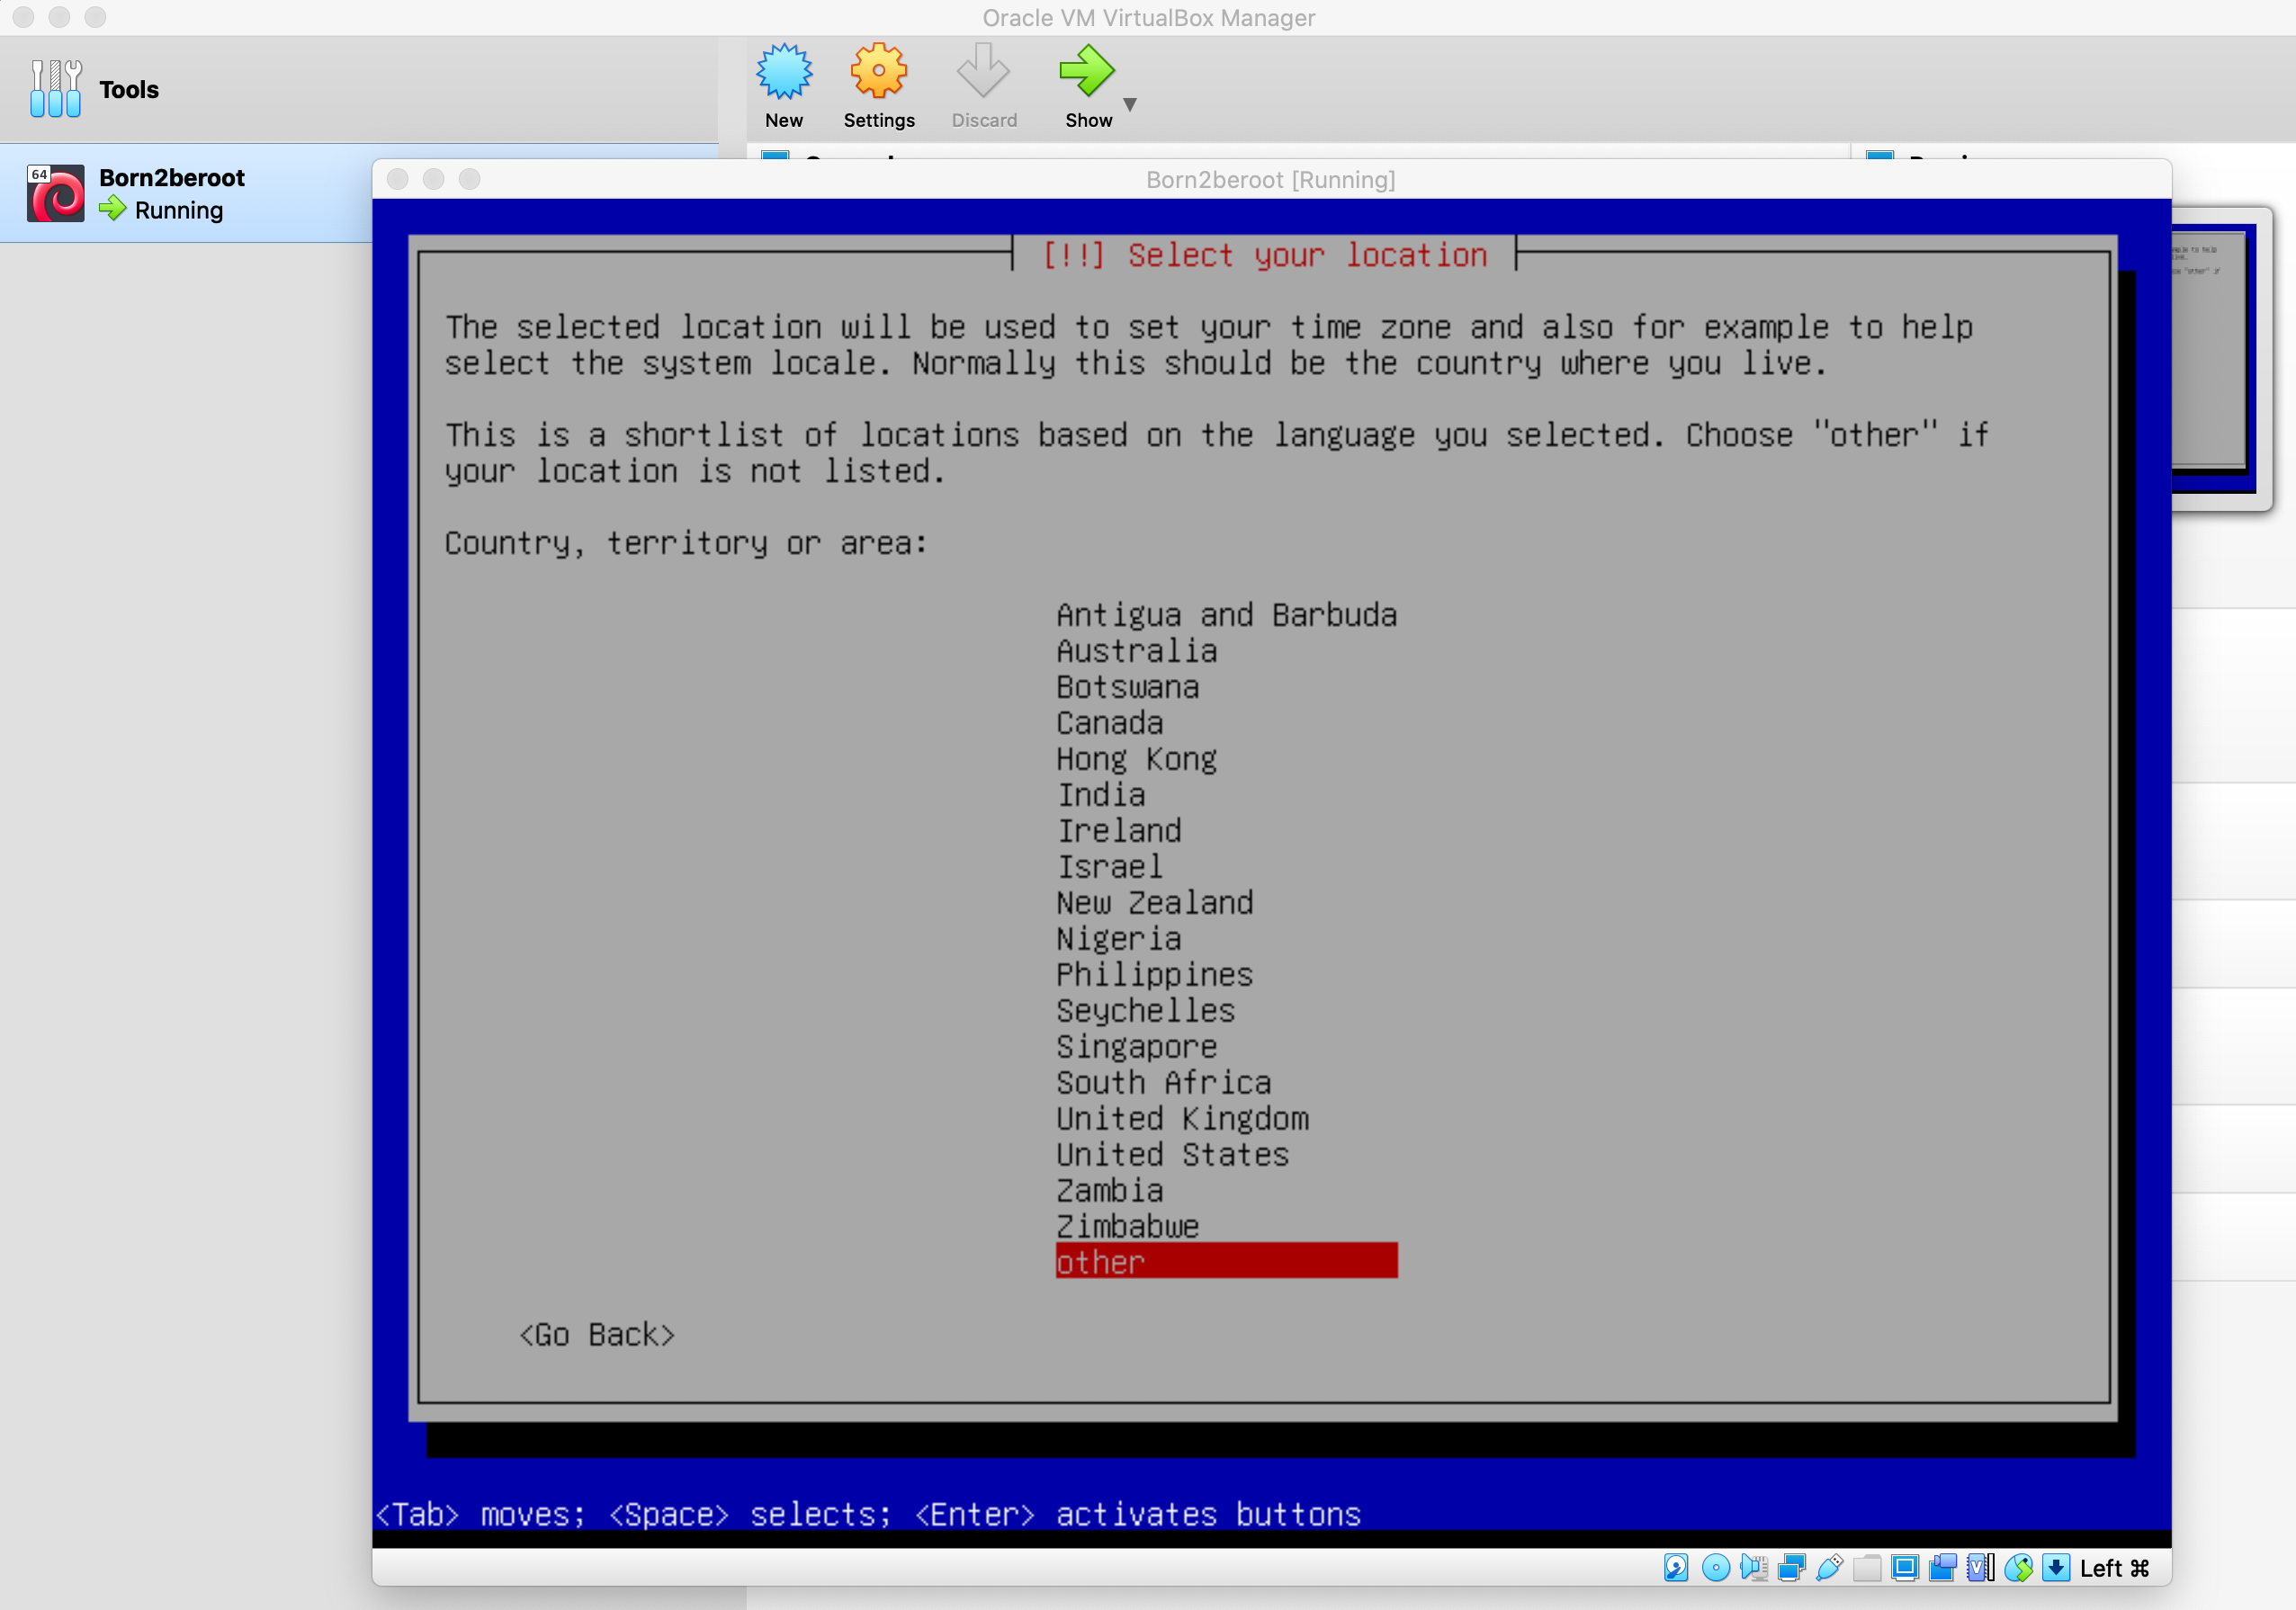 Oracle VM VirtualBox Manager
Tools
New
Settings
Discard
Show
64
Born2beroot
Running
Born2beroot [Running]
[!!] Select your location
The selected location will be used to set your time zone and also for example to help
select the system locale. Normally this should be the country where you live.
This is a shortlist of locations based on the language you selected. Choose "other" if
your location is not listed.
Country, territory or area:
Antigua and Barbuda
Australia
Botswana
Canada
Hong Kong
India
Ireland
Israel
New Zealand
Nigeria
Philippines
Seychelles
Singapore
South Africa
United Kingdom
United States
Zambia
Zimbabwe
other
<Go Back>
<Tab> moves; <Space> selects; <Enter> activates buttons
Left ⌘